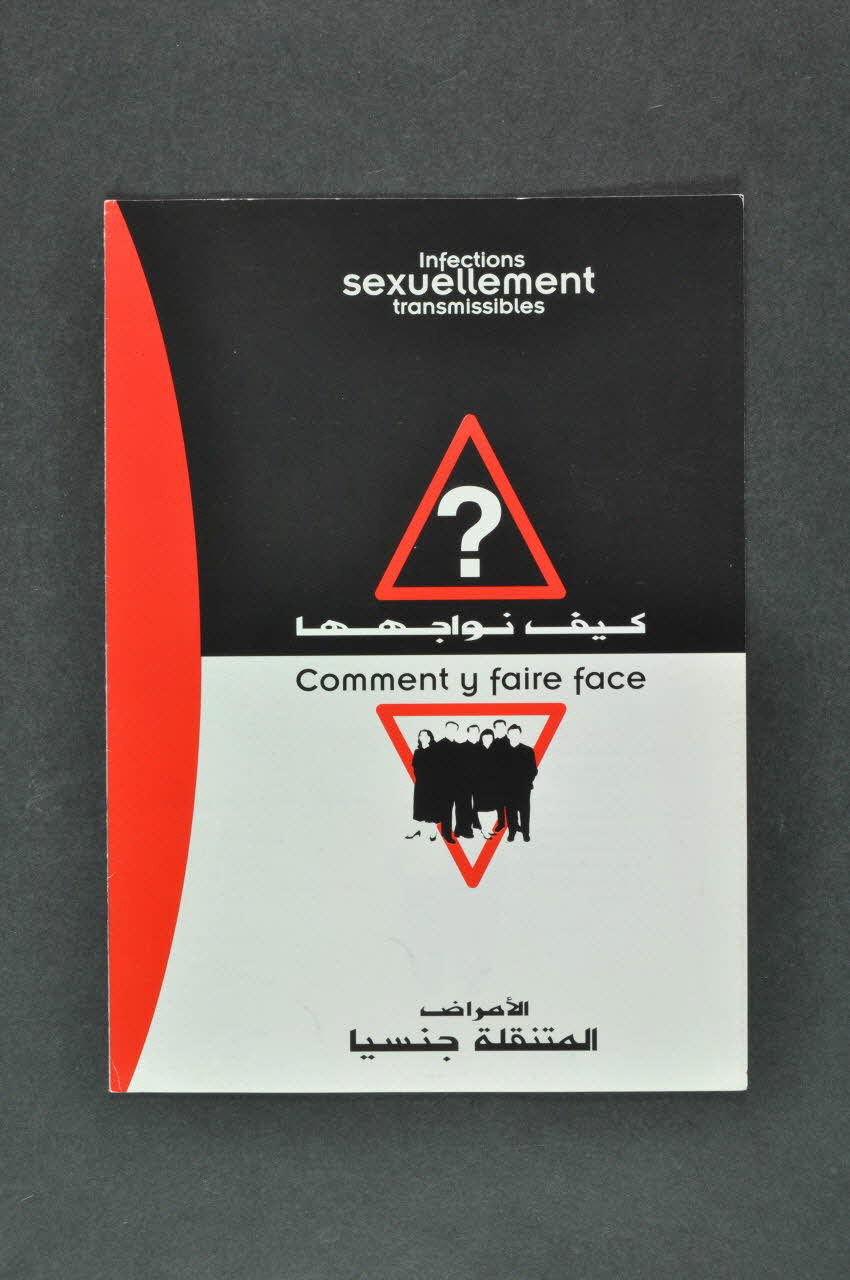 Infections
sexuellement
transmissibles
?
كيف نواجهها
Comment y faire face
الأمراض
المتنقلة جنسيا